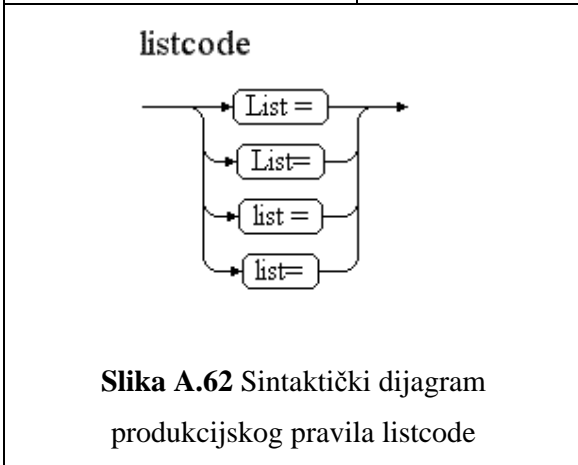 listcode
List =
List=
list =
list=
Slika A.62 Sintaktički dijagram
produkcijskog pravila listcode